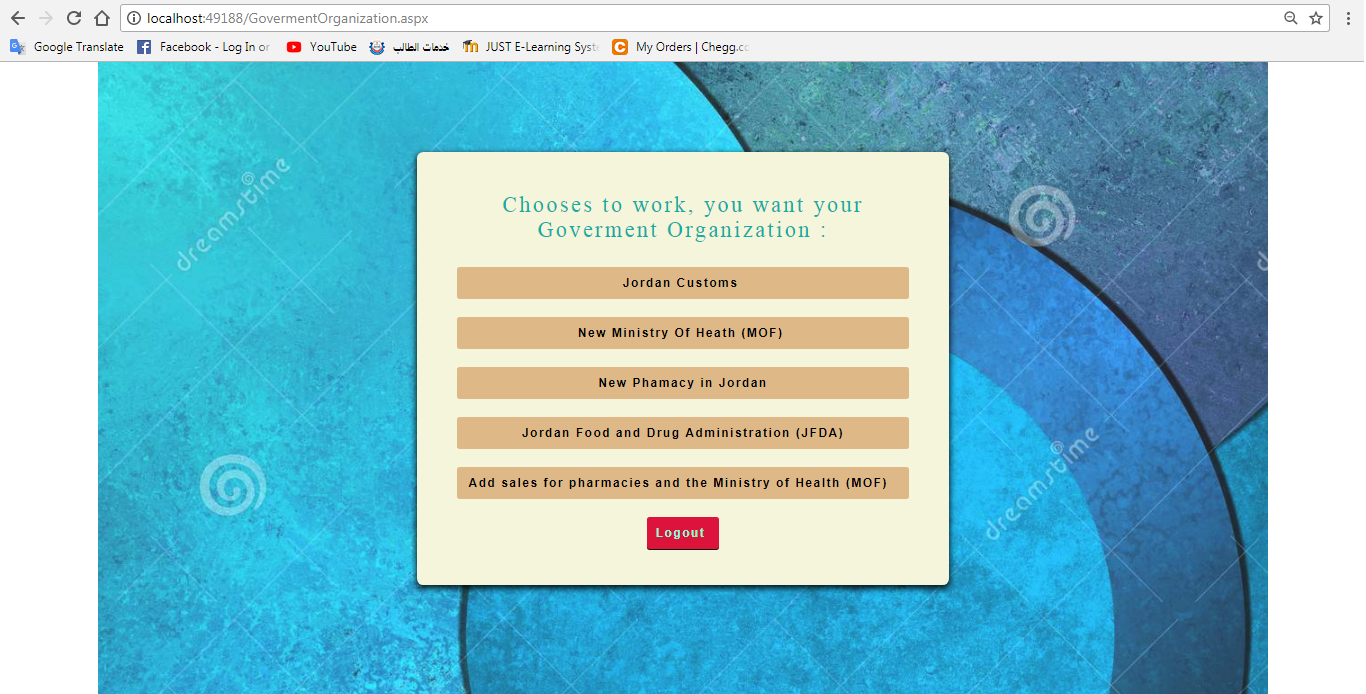 localhost:49188/GovermentOrganization.aspx
Google Translate Facebook - Log In or YouTube خدمات الطالب JUST E-Learning Syst My Orders | Chegg.c
dreamstime
Chooses to work, you want your
Goverment Organization :
Jordan Customs
New Ministry Of Heath (MOF)
New Phamacy in Jordan
Jordan Food and Drug Administration (JFDA)
Add sales for pharmacies and the Ministry of Health (MOF)
dreamstime
Logout